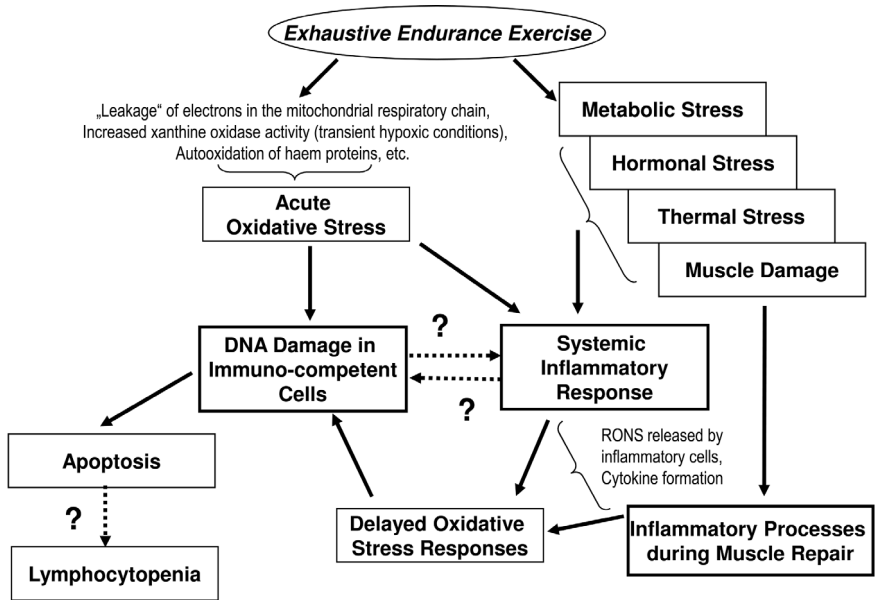 Exhaustive Endurance Exercise
„Leakage“ of electrons in the mitochondrial respiratory chain,
Increased xanthine oxidase activity (transient hypoxic conditions),
Autooxidation of haem proteins, etc.
Metabolic Stress
Hormonal Stress
Thermal Stress
Muscle Damage
Acute
Oxidative Stress
DNA Damage in
Immuno-competent
Cells
?
?
Systemic
Inflammatory
Response
Apoptosis
?
Lymphocytopenia
RONS released by
inflammatory cells,
Cytokine formation
Delayed Oxidative
Stress Responses
Inflammatory Processes
during Muscle Repair